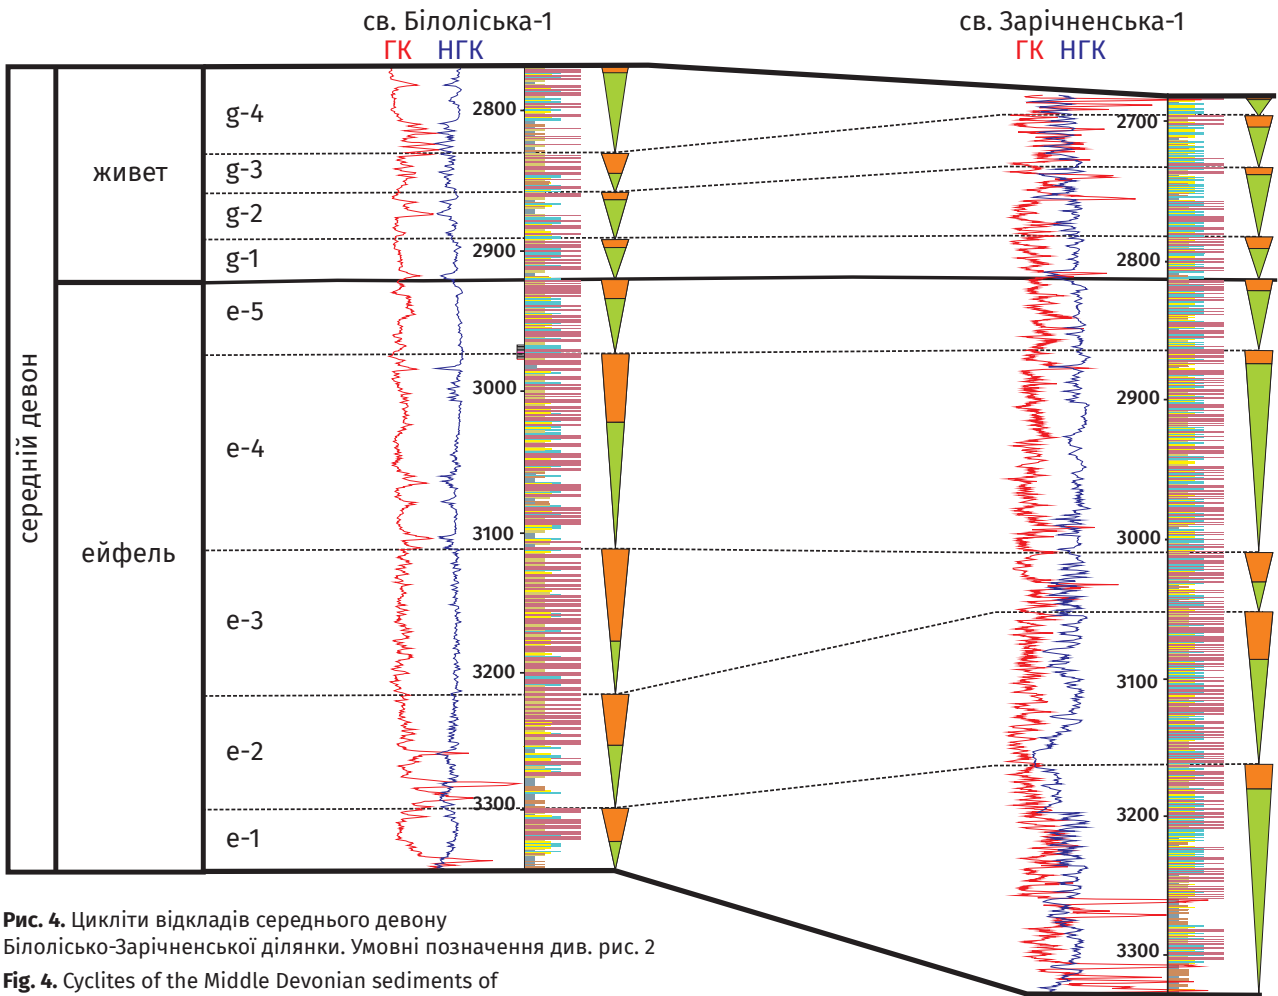 св. Білоліська-1
св. Зарічненська-1
ГК НГК
ГК НГК
середній девон
живет
ейфель
g-4
g-3
g-2
g-1
e-5
e-4
e-3
e-2
e-1
2800
2900
3000
3100
3200
3300
2700
2800
2900
3000
3100
3200
3300
Рис. 4. Цикліти відкладів середнього девону
Білолісько-Зарічненської ділянки. Умовні позначення див. рис. 2
Fig. 4. Cyclites of the Middle Devonian sediments of